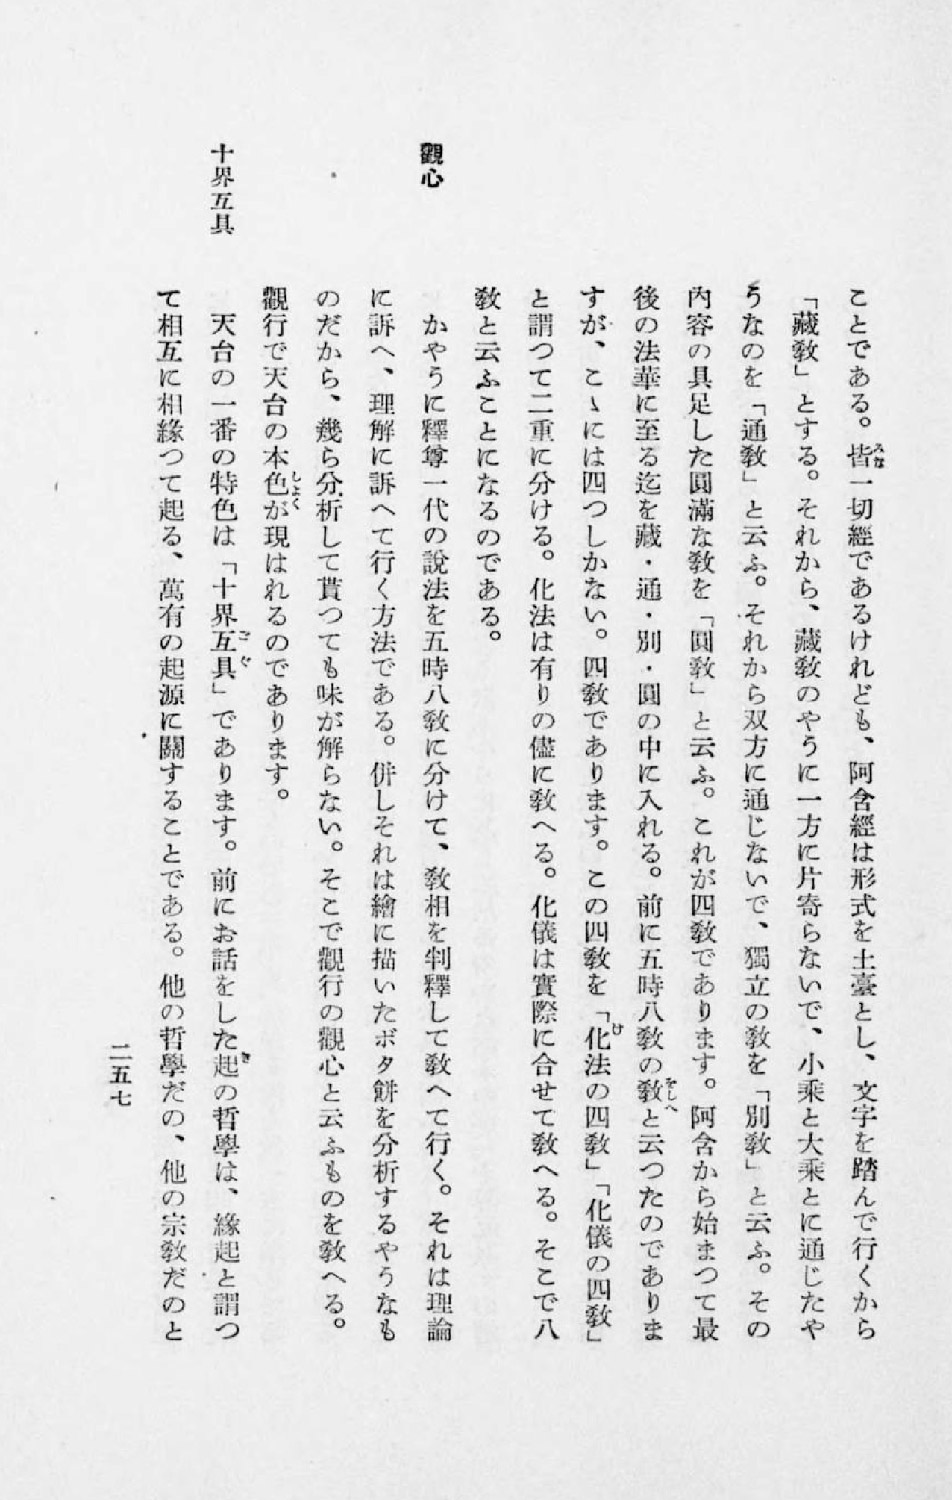 ことである。皆一切經であるけれども、阿含經は形式を土臺とし、文字を踏んで行くから
「藏敎」とする。それから、藏敎のやうに一方に片寄らないで、小乘と大乘とに通じたや
うなのを「通敎」と云ふ。それから双方に通じないで、獨立の敎を「別敎」と云ふ。その
內容の具足した圓滿な敎を「圓敎」と云ふ。これが四敎であります。阿含から始まつて最
後の法華に至る迄を藏・通・別・圓の中に入れる。前に五時八敎の敎と云つたのでありま
すが、こゝには四つしかない。四敎であります。この四敎を「化法の四敎」「化儀の四敎」
と謂つて二重に分ける。化法は有りの儘に敎へる。化儀は實際に合せて敎へる。そこで八
敎と云ふことになるのである。
觀心
かやうに釋尊一代の說法を五時八敎に分けて、敎相を判釋して敎へて行く。それは理論
に訴へ、理解に訴へて行く方法である。併しそれは繪に描いたボタ餅を分析するやうなも
のだから、幾ら分析して貰つても味が解らない。そこで觀行の觀心と云ふものを敎へる。
觀行で天台の本色が現はれるのであります。
十界互具
天台の一番の特色は「十界互具」であります。前にお話をした起の哲學は、緣起と謂つ
て相互に相緣つて起る、萬有の起源に關することである。他の哲學だの、他の宗敎だのと
二五七